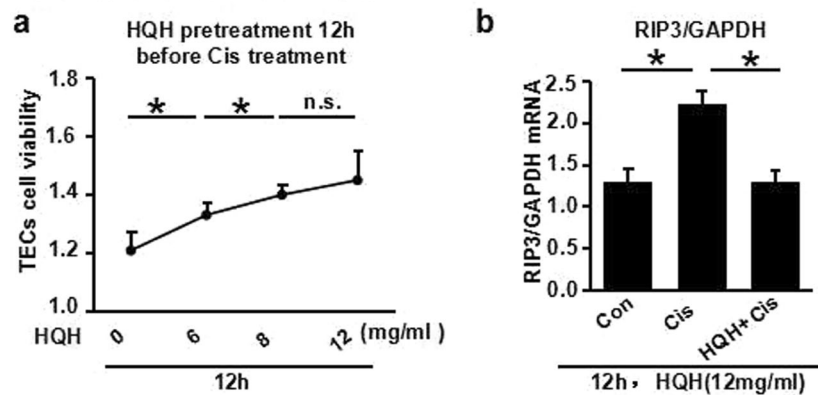 a
HQH pretreatment 12h
before Cis treatment
TECs cell viability
1.8
1.6
1.4
1.2
1.0
* * n.s.
HQH 0 6 8 12 (mg/ml )
12h
b
RIP3/GAPDH
* *
RIP3/GAPDH mRNA
2.5
2.0
1.5
1.0
0.5
0.0
Con Cis HQH+Cis
12h， HQH(12mg/ml)